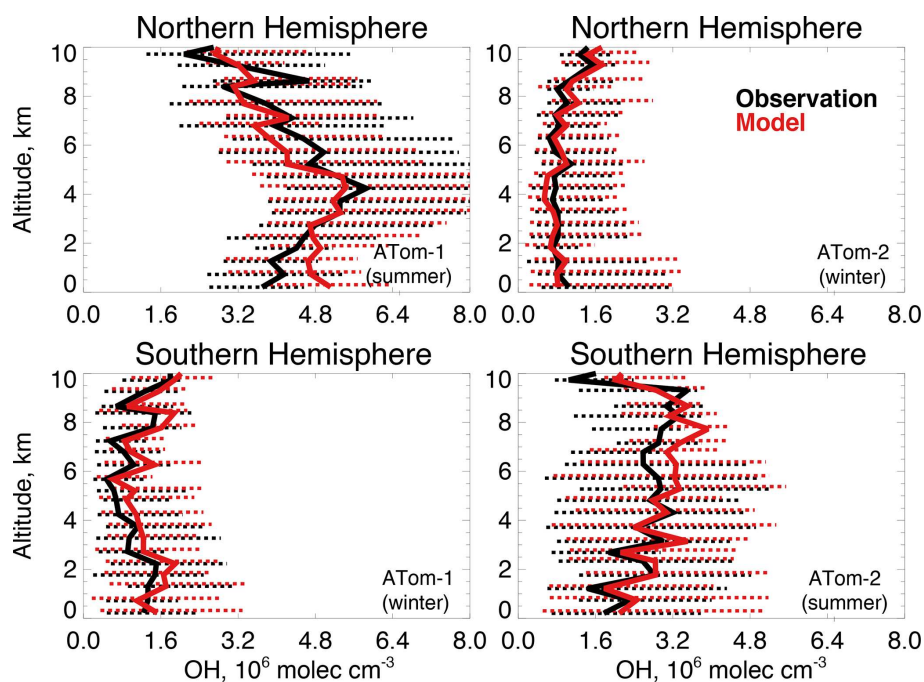 Northern Hemisphere
Northern Hemisphere
10
8
6
4
2
0
Altitude, km
ATom-1
(summer)
0.0 1.6 3.2 4.8 6.4 8.0
10
8
6
4
2
0
Observation
Model
ATom-2
(winter)
0.0 1.6 3.2 4.8 6.4 8.0
Southern Hemisphere
Southern Hemisphere
10
8
6
4
2
0
Altitude, km
ATom-1
(winter)
0.0 1.6 3.2 4.8 6.4 8.0
OH, 10⁶ molec cm⁻³
10
8
6
4
2
0
ATom-2
(summer)
0.0 1.6 3.2 4.8 6.4 8.0
OH, 10⁶ molec cm⁻³